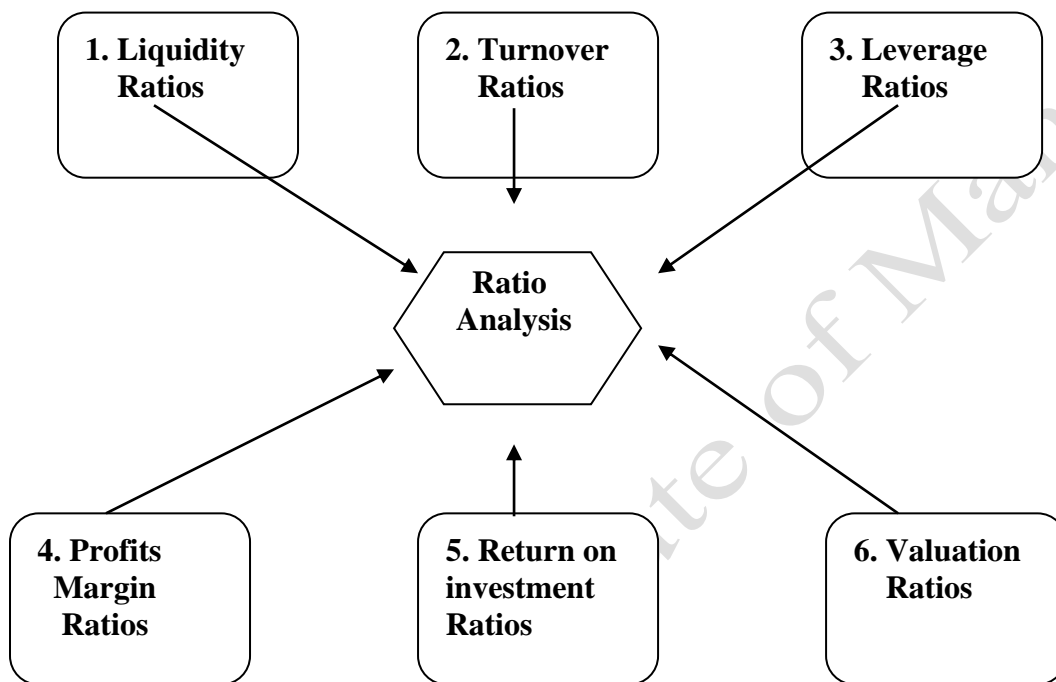 1. Liquidity
Ratios
2. Turnover
Ratios
3. Leverage
Ratios
Ratio
Analysis
4. Profits
Margin
Ratios
5. Return on
investment
Ratios
6. Valuation
Ratios
of